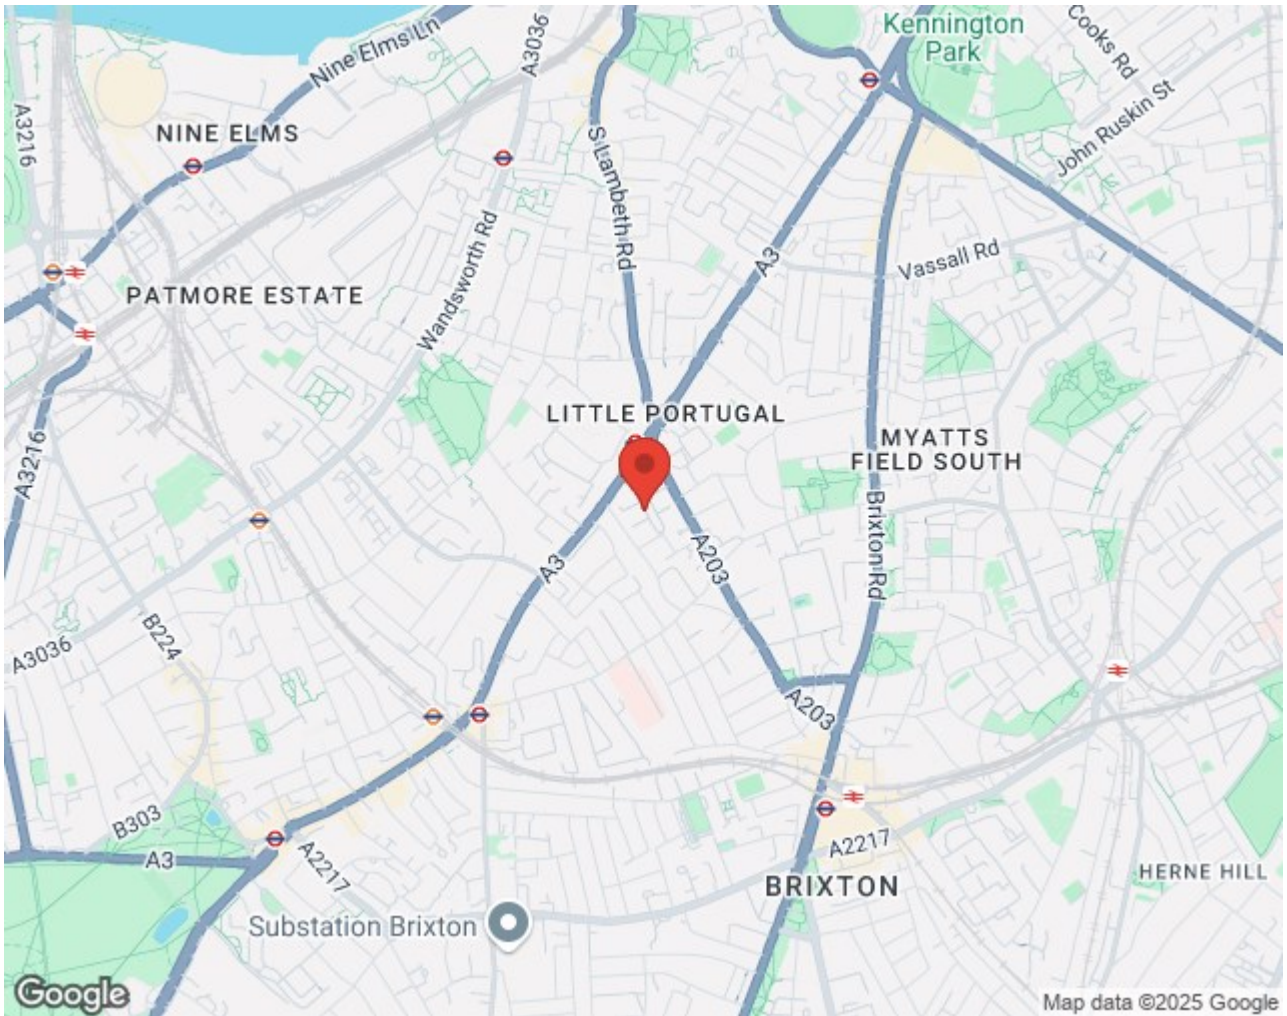 Kennington
Park
Cooks Rd
A3036
Nine Elms Ln
John Ruskin St
A3216
NINE ELMS
S Lambeth Rd
A3
Vassall Rd
Wandsworth Rd
PATMORE ESTATE
LITTLE PORTUGAL
MYATTS
FIELD SOUTH
A3216
Brixton Rd
A203
A3
B224
A3036
A203
B303
A3
A2217
A2217
HERNE HILL
BRIXTON
Substation Brixton
Google
Map data ©2025 Google